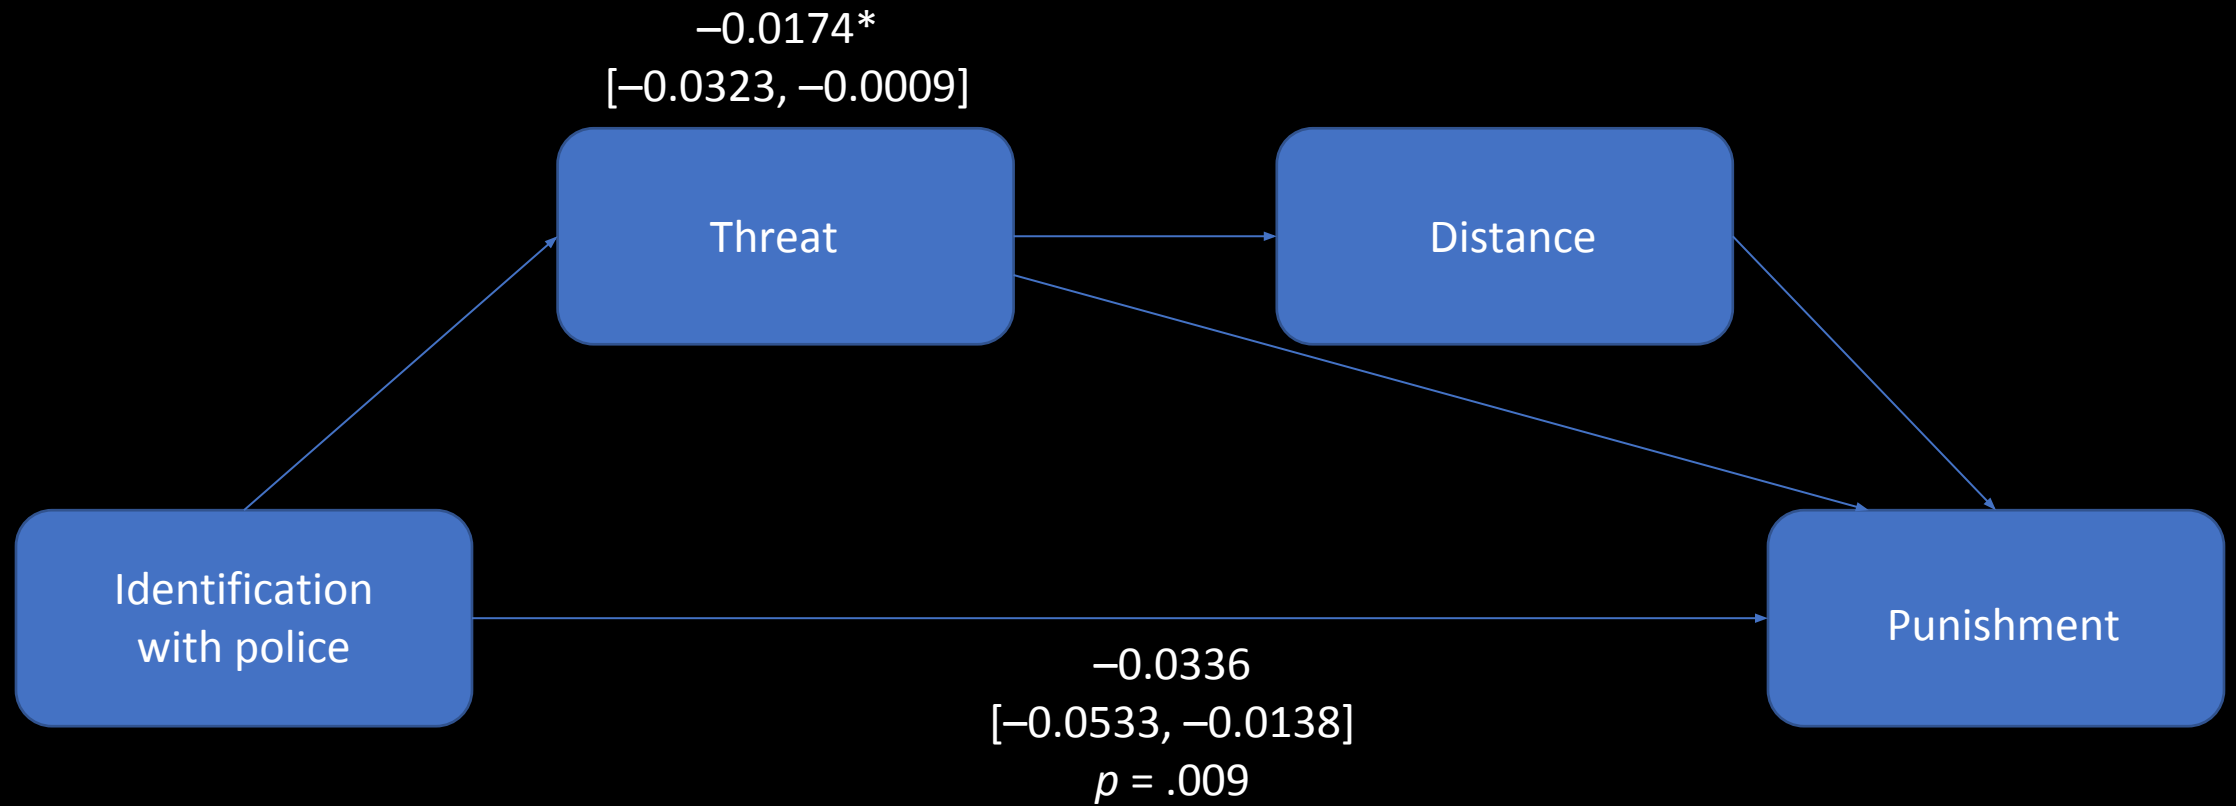 –0.0174*
[–0.0323, –0.0009]
Threat
Distance
Identification
with police
Punishment
–0.0336
[–0.0533, –0.0138]
p = .009